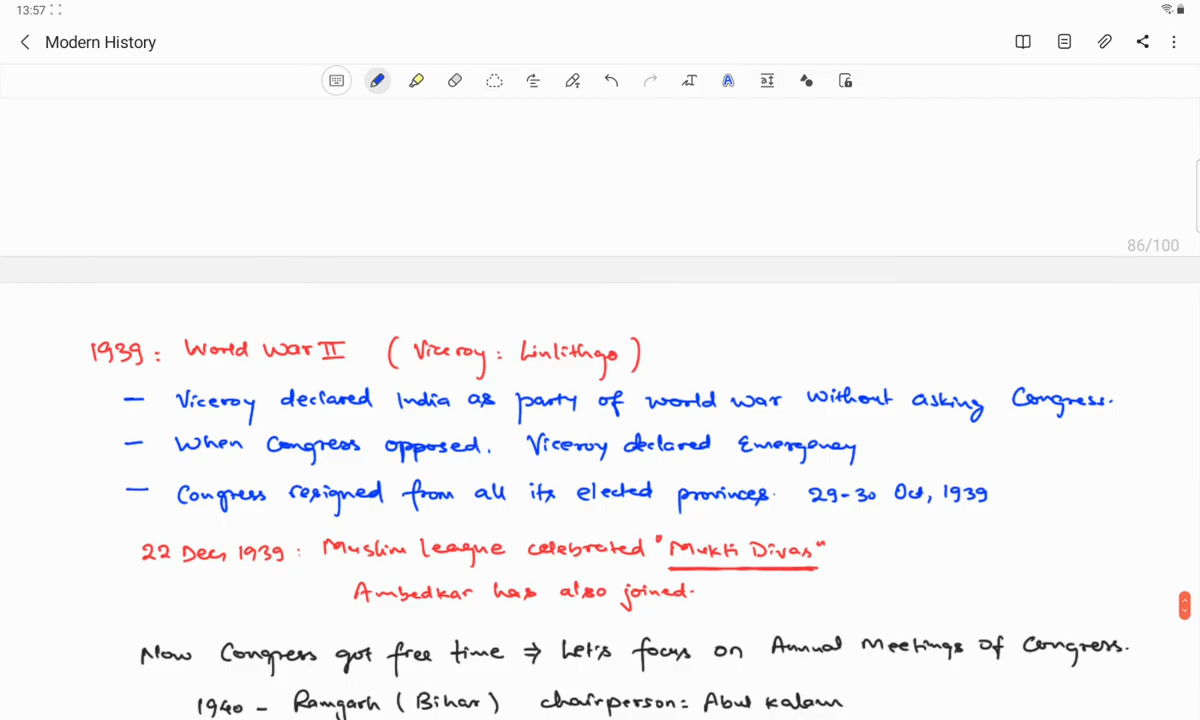 13:57
Modern History
86/100
1939: World War II (Viceroy: Linlithgo)
– Viceroy declared India as party of world war without asking Congress.
– When Congress opposed. Viceroy declared Emergency
– Congress resigned from all its elected provinces. 29-30 Oct, 1939
22 Dec, 1939: Muslim league celebrated "Mukti Divas"
Ambedkar has also joined.
Now Congress got free time ⇒ Let's focus on Annual Meetings of Congress.
1940 - Ramgarh (Bihar) chairperson: Abul Kalam